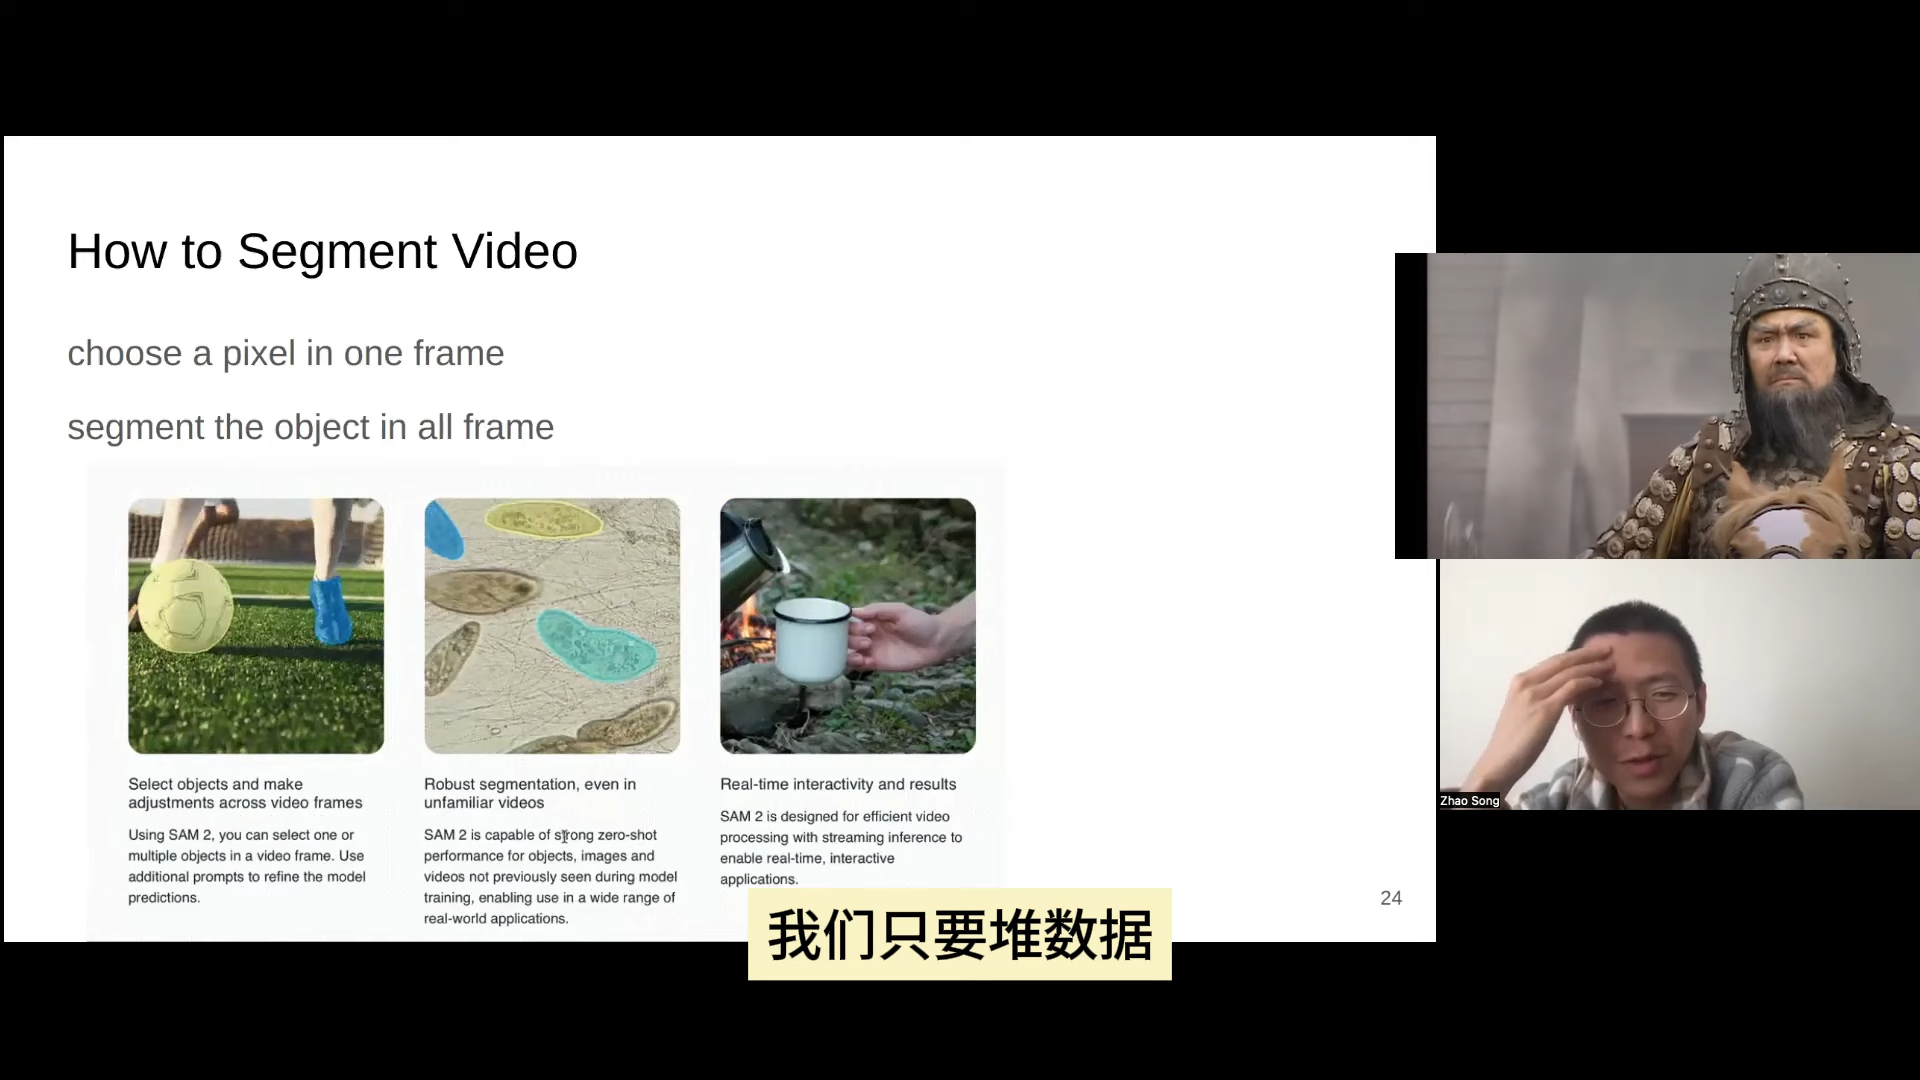 How to Segment Video
choose a pixel in one frame
segment the object in all frame
Select objects and make
adjustments across video frames
Using SAM 2, you can select one or
multiple objects in a video frame. Use
additional prompts to refine the model
predictions.
Robust segmentation, even in
unfamiliar videos
SAM 2 is capable of strong zero-shot
performance for objects, images and
videos not previously seen during model
training, enabling use in a wide range of
real-world applications.
Real-time interactivity and results
SAM 2 is designed for efficient video
processing with streaming inference to
enable real-time, interactive
applications.
24
Zhao Song
我们只要堆数据